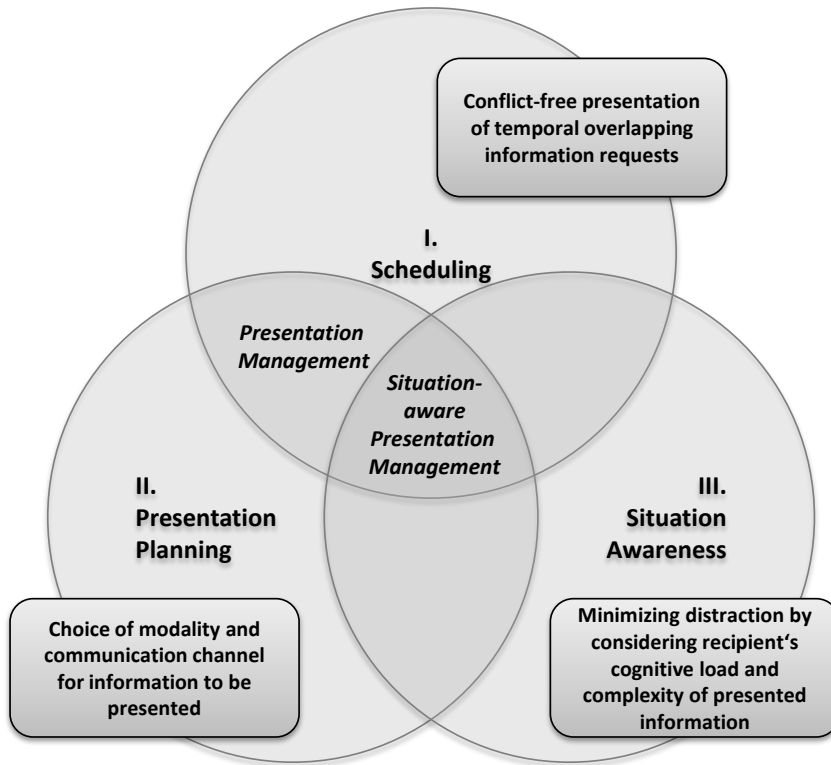 Conflict-free presentation
of temporal overlapping
information requests
I.
Scheduling
Presentation
Management
Situation-
aware
Presentation
Management
II.
Presentation
Planning
III.
Situation
Awareness
Choice of modality and
communication channel
for information to be
presented
Minimizing distraction by
considering recipient‘s
cognitive load and
complexity of presented
information